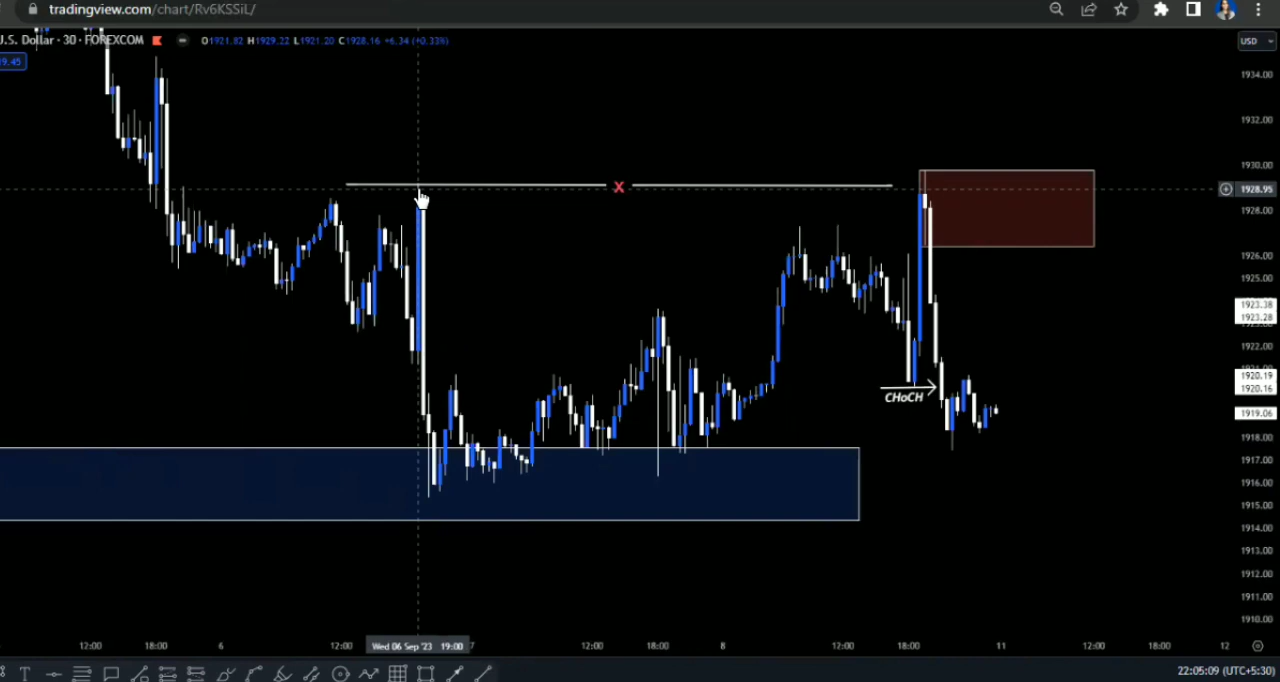 tradingview.com/chart/Rv6KSSiL/
U.S. Dollar · 30 · FOREXCOM O1921.82 H1929.22 L1921.20 C1928.16 +6.34 (+0.33%)
USD
19.45
1934.00
1932.00
1930.00
X
1928.95
1928.00
1926.00
1925.00
1923.38
1923.28
1922.00
1920.19
1920.16
CHoCH
1919.06
1918.00
1917.00
1916.00
1915.00
1914.00
1913.00
1912.00
1911.00
1910.00
12:00 18:00 6 12:00 Wed 06 Sep '23 19:00 7 12:00 18:00 8 12:00 18:00 11 12:00 18:00 12
T
22:05:09 (UTC+5:30)